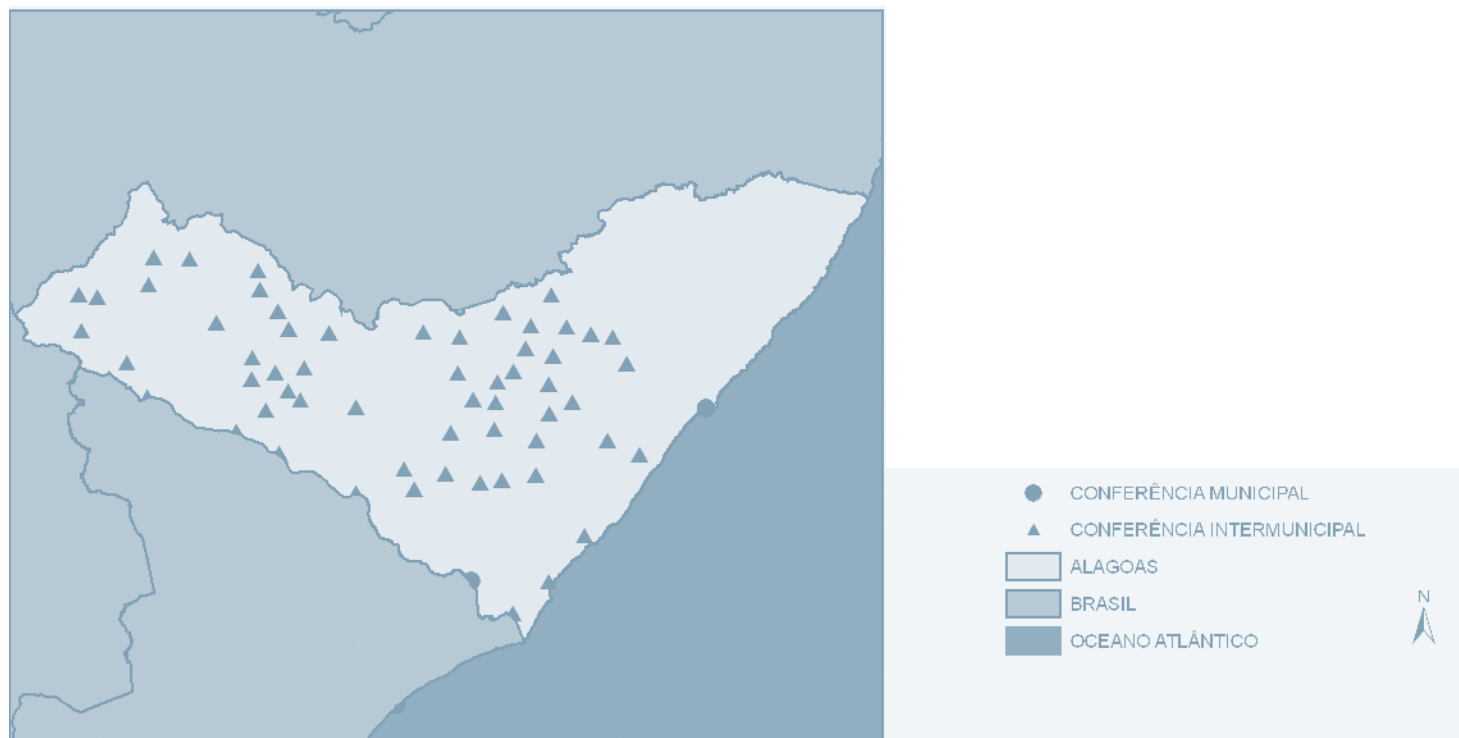 CONFERÊNCIA MUNICIPAL
CONFERÊNCIA INTERMUNICIPAL
ALAGOAS
BRASIL
OCEANO ATLÂNTICO
N